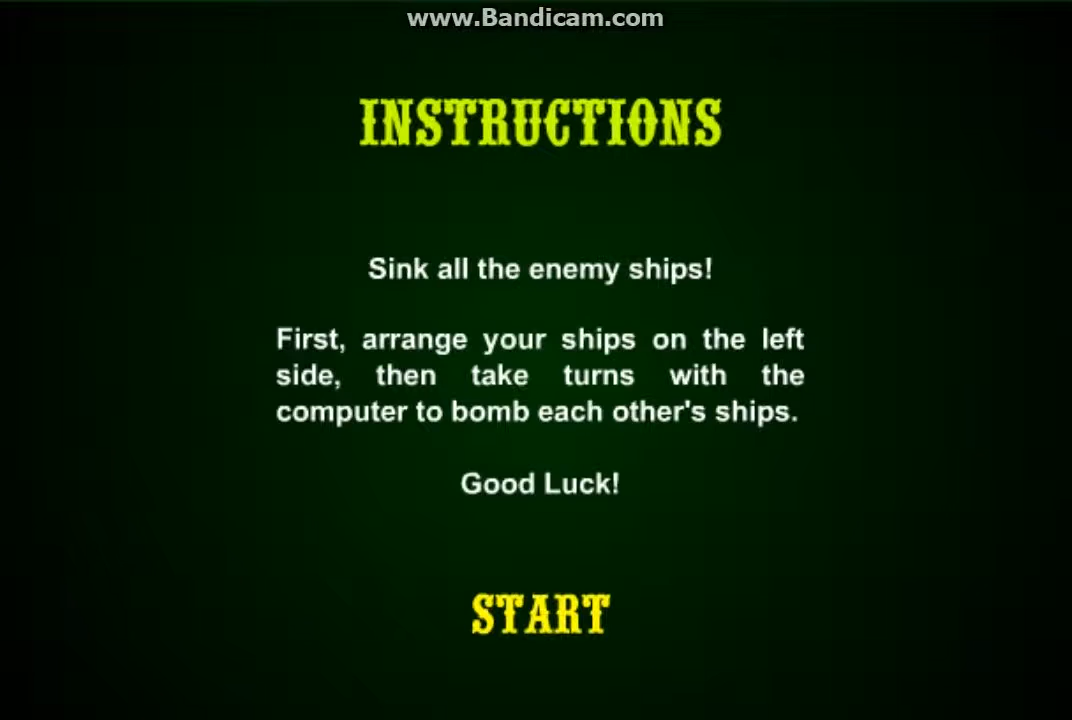 www.Bandicam.com
INSTRUCTIONS
Sink all the enemy ships!
First, arrange your ships on the left
side, then take turns with the
computer to bomb each other's ships.
Good Luck!
START